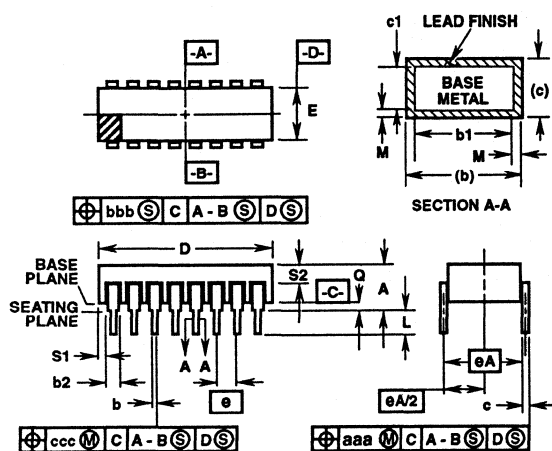 c1 LEAD FINISH
-A- -D-
E
BASE
METAL
(c)
M b1
M
-B- (b)
SECTION A-A
⌖ bbb Ⓢ C A - B Ⓢ D Ⓢ
D
BASE
PLANE
S2 Q
-C- A
SEATING
PLANE
L
S1
A A
b2
b
e
eA
eA/2
c
⌖ ccc Ⓜ C A - B Ⓢ D Ⓢ
⌖ aaa Ⓜ C A - B Ⓢ D Ⓢ